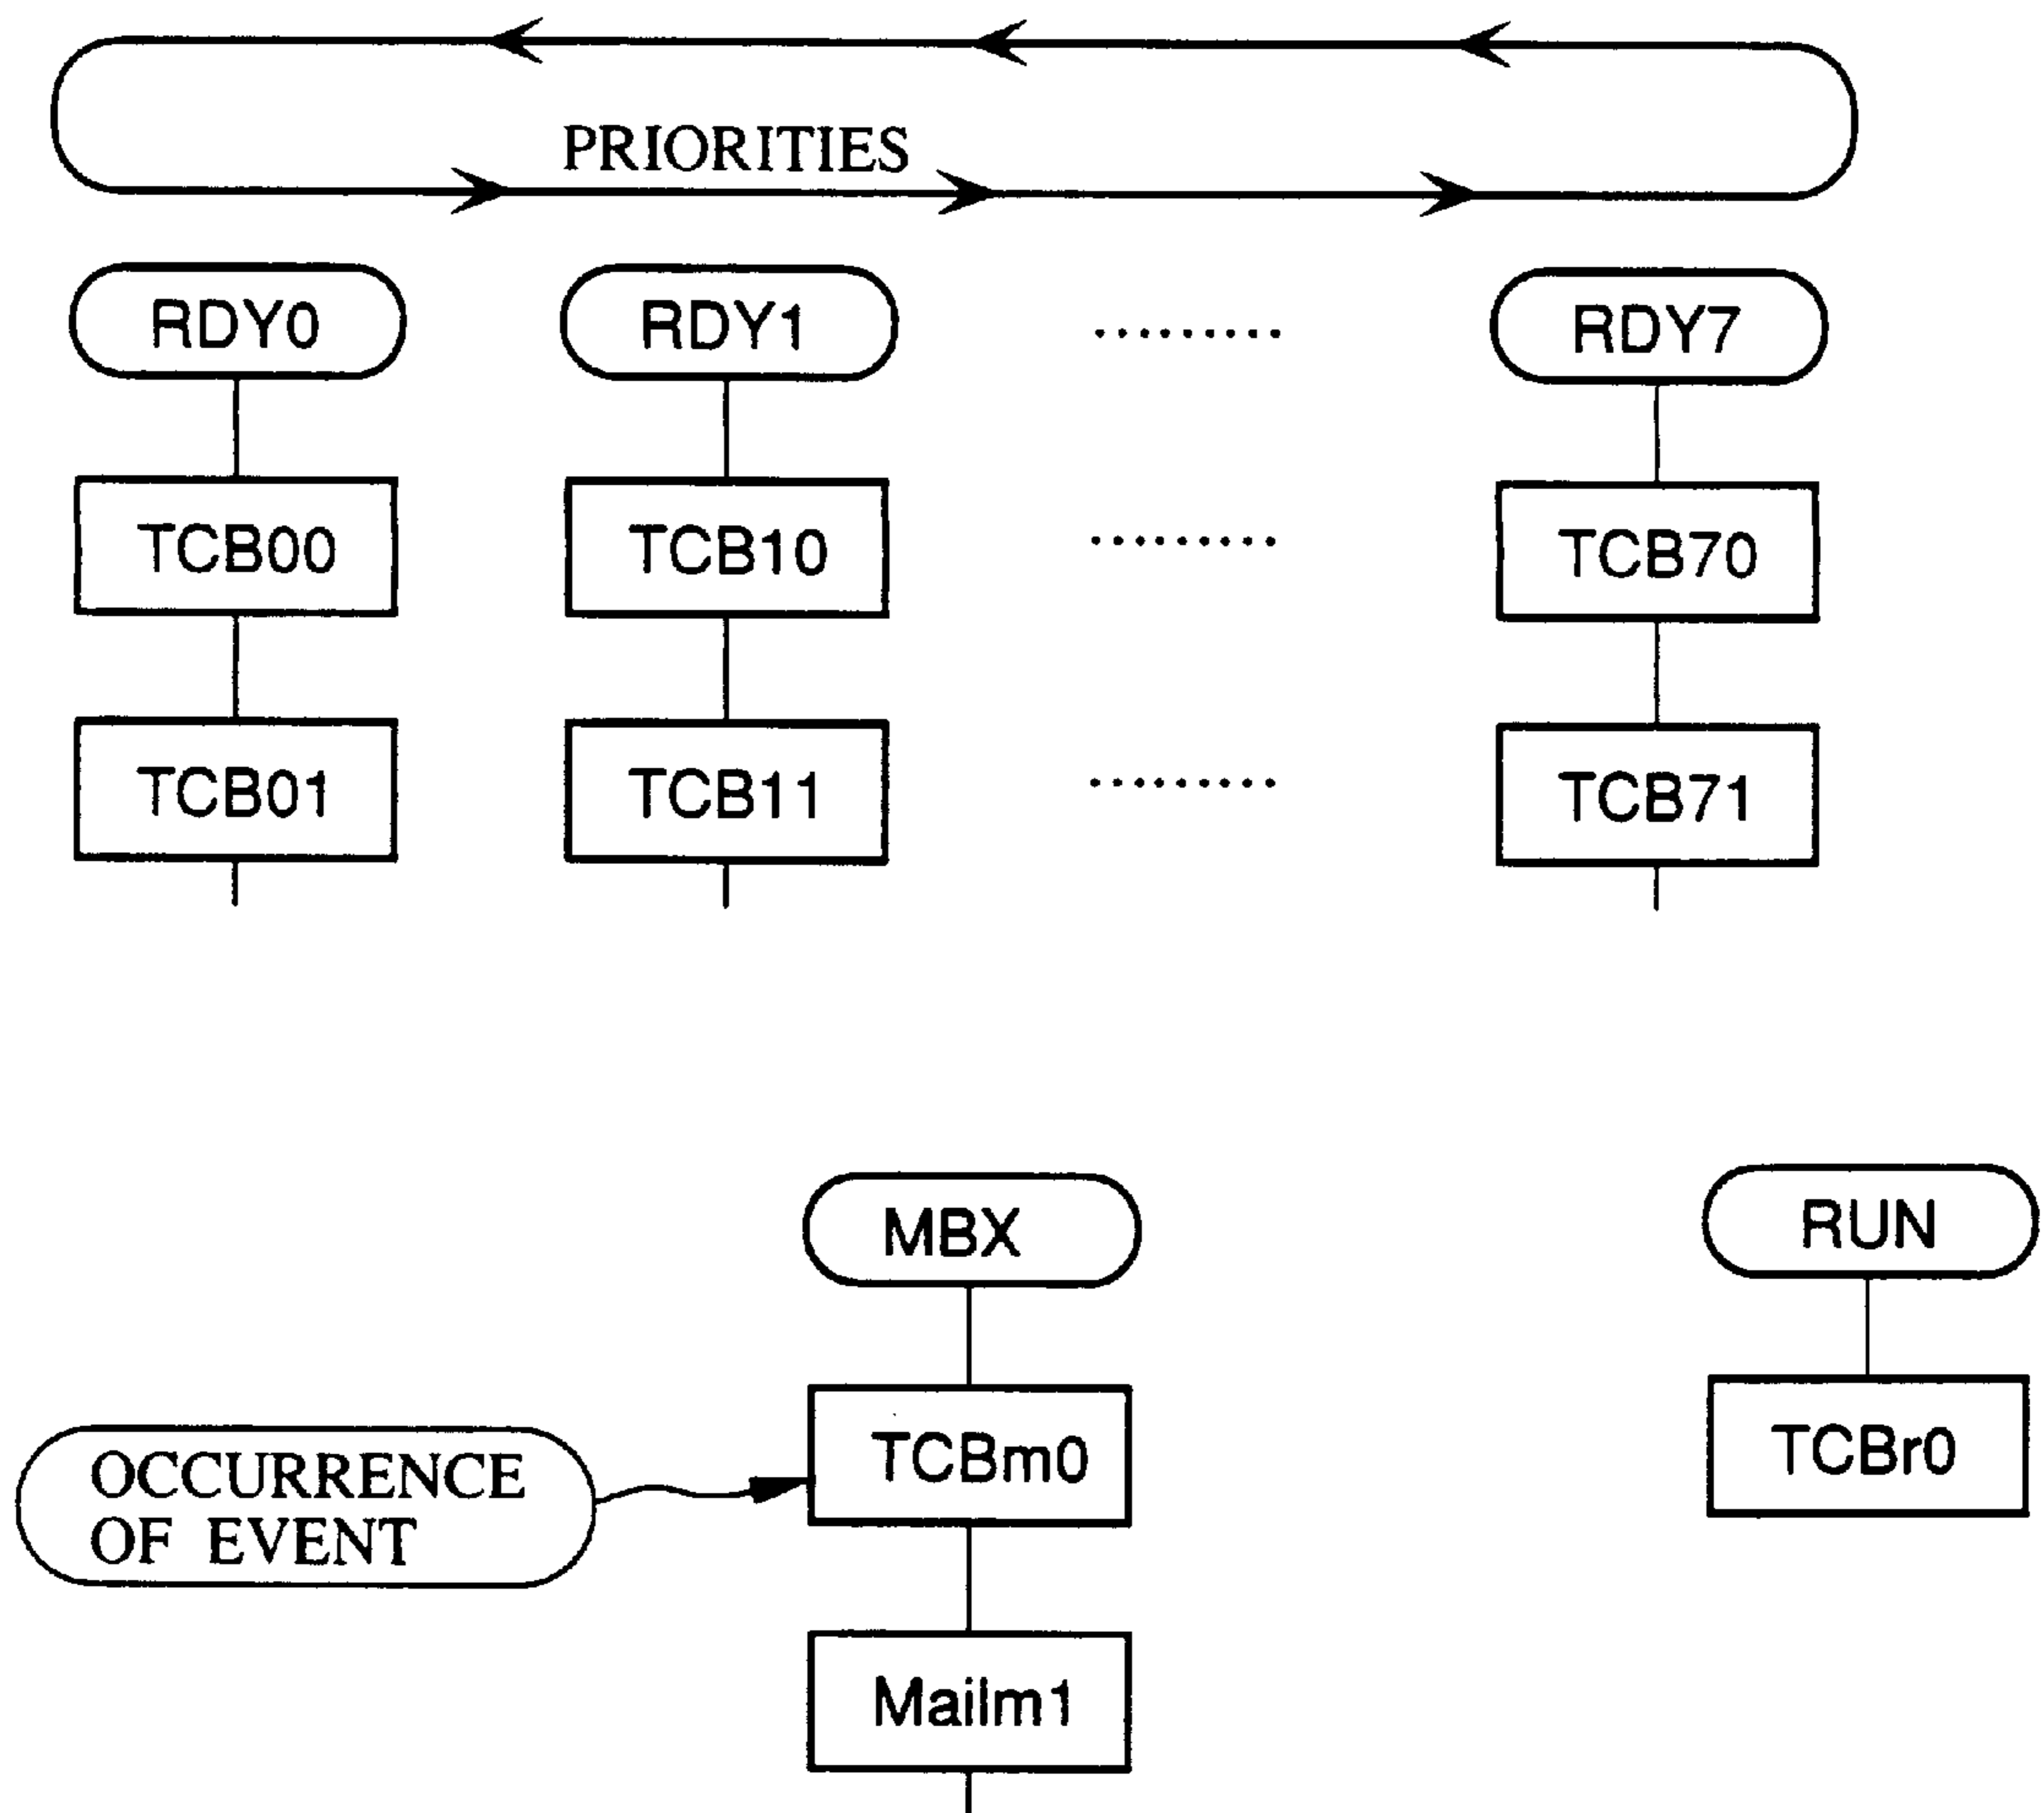 PRIORITIES
RDY0 RDY1 ......... RDY7
TCB00 TCB10 ......... TCB70
TCB01 TCB11 ......... TCB71
MBX RUN
TCBm0 TCBr0
OCCURRENCE
OF EVENT
Mailm1